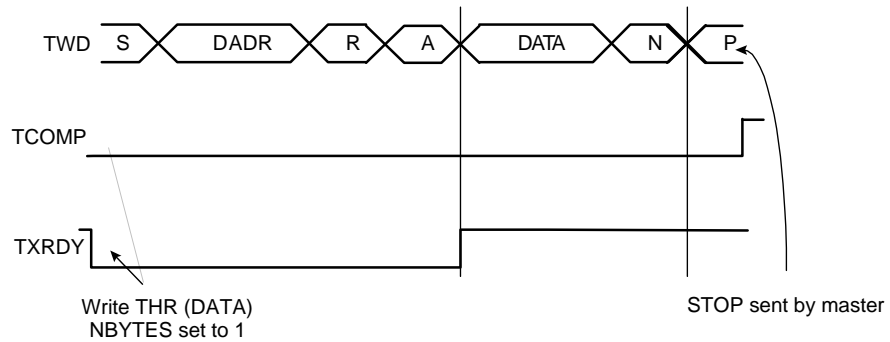 TWD S DADR R A DATA N P
TCOMP
TXRDY
Write THR (DATA)
NBYTES set to 1
STOP sent by master